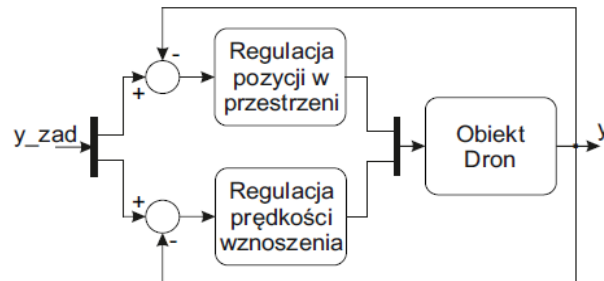 -
Regulacja
pozycji w
przestrzeni
+
y_zad
Obiekt
Dron
y
+
Regulacja
prędkości
wznoszenia
-